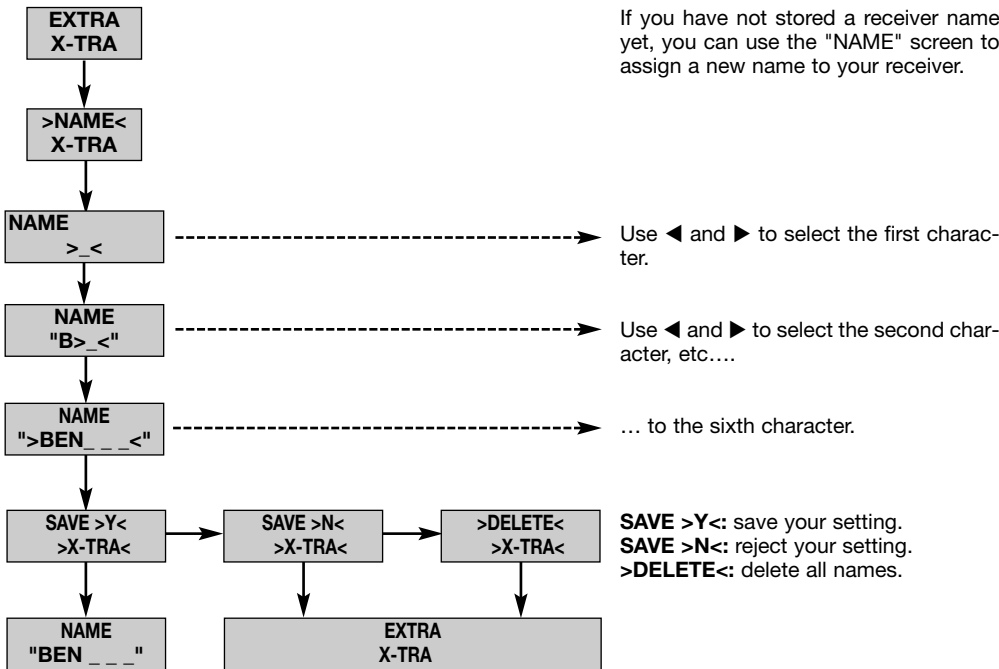 EXTRA
X-TRA
If you have not stored a receiver name
yet, you can use the "NAME" screen to
assign a new name to your receiver.
>NAME<
X-TRA
NAME
>_<
Use ◀ and ▶ to select the first charac-
ter.
NAME
"B>_<"
Use ◀ and ▶ to select the second char-
acter, etc....
NAME
">BEN_ _ _<"
... to the sixth character.
SAVE >Y<
>X-TRA<
SAVE >N<
>X-TRA<
>DELETE<
>X-TRA<
SAVE >Y<: save your setting.
SAVE >N<: reject your setting.
>DELETE<: delete all names.
NAME
"BEN _ _ _"
EXTRA
X-TRA